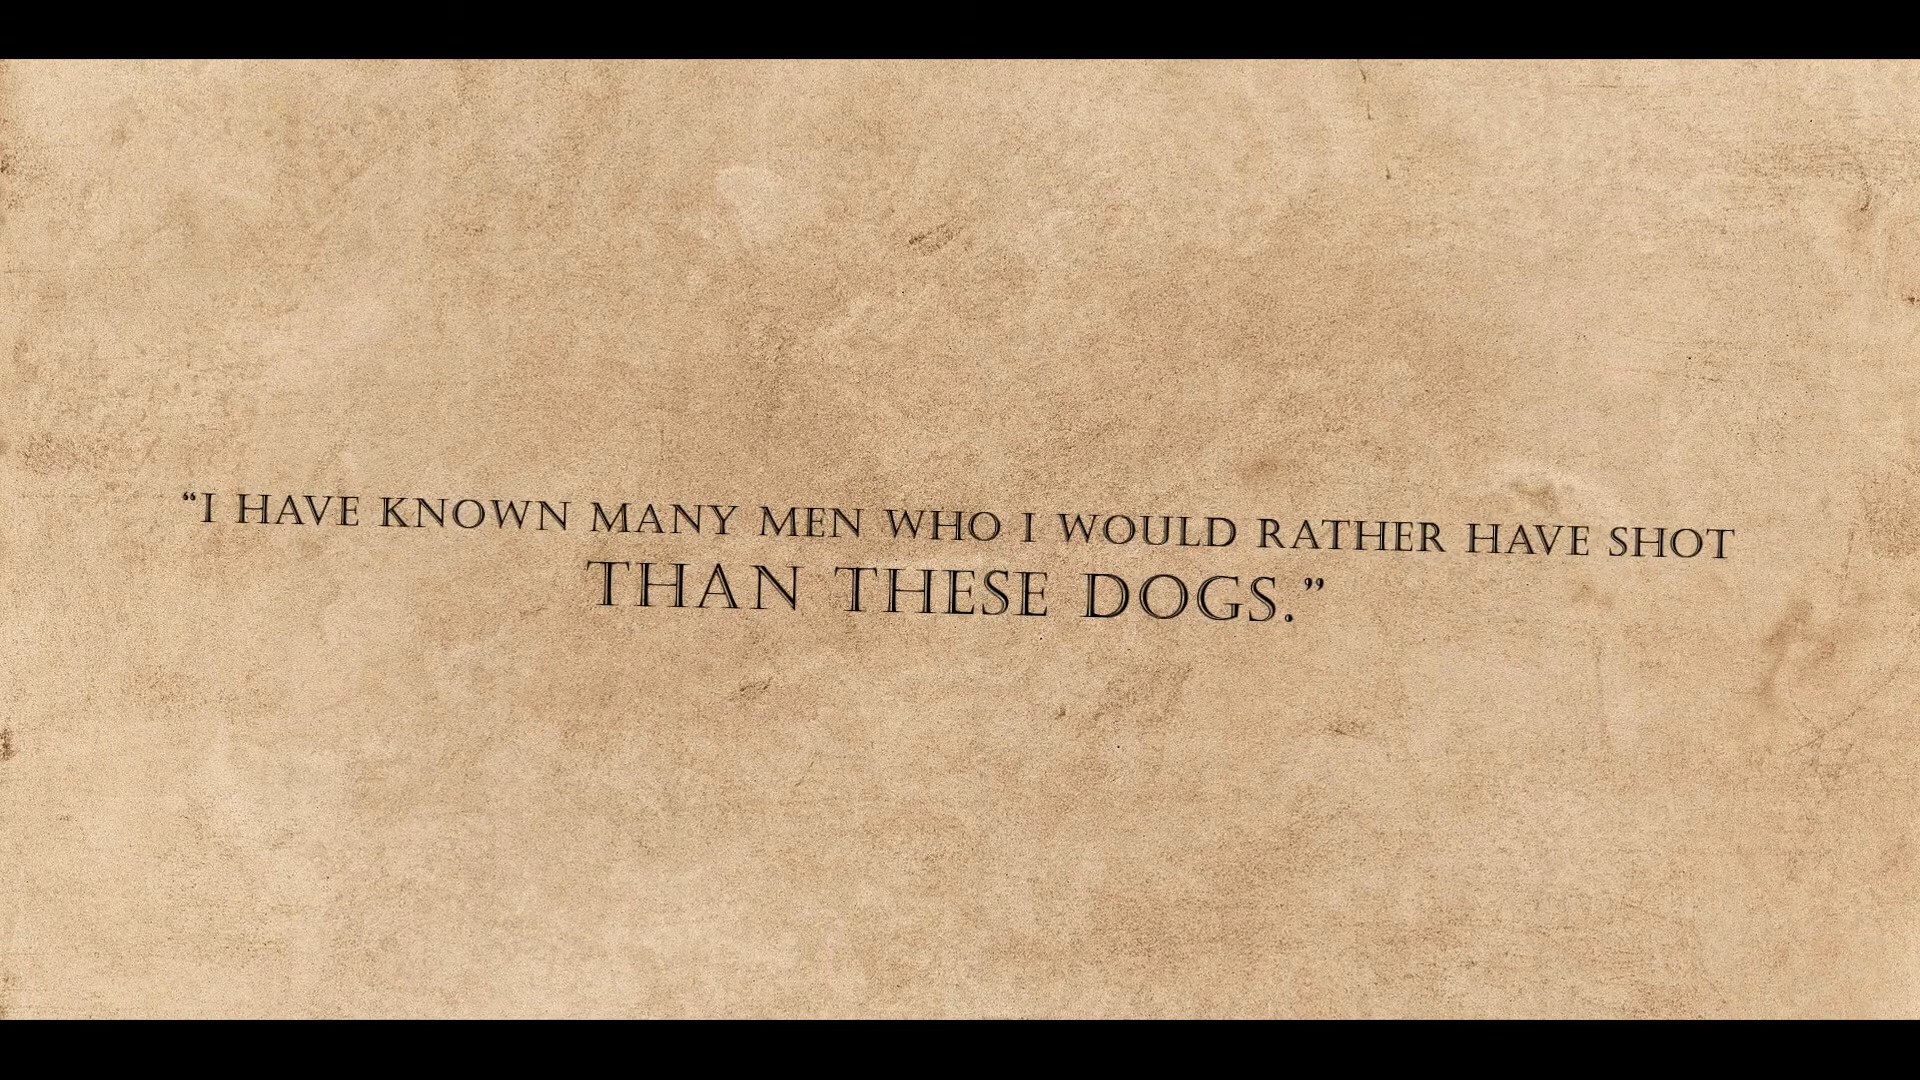 “I HAVE KNOWN MANY MEN WHO I WOULD RATHER HAVE SHOT
THAN THESE DOGS.”